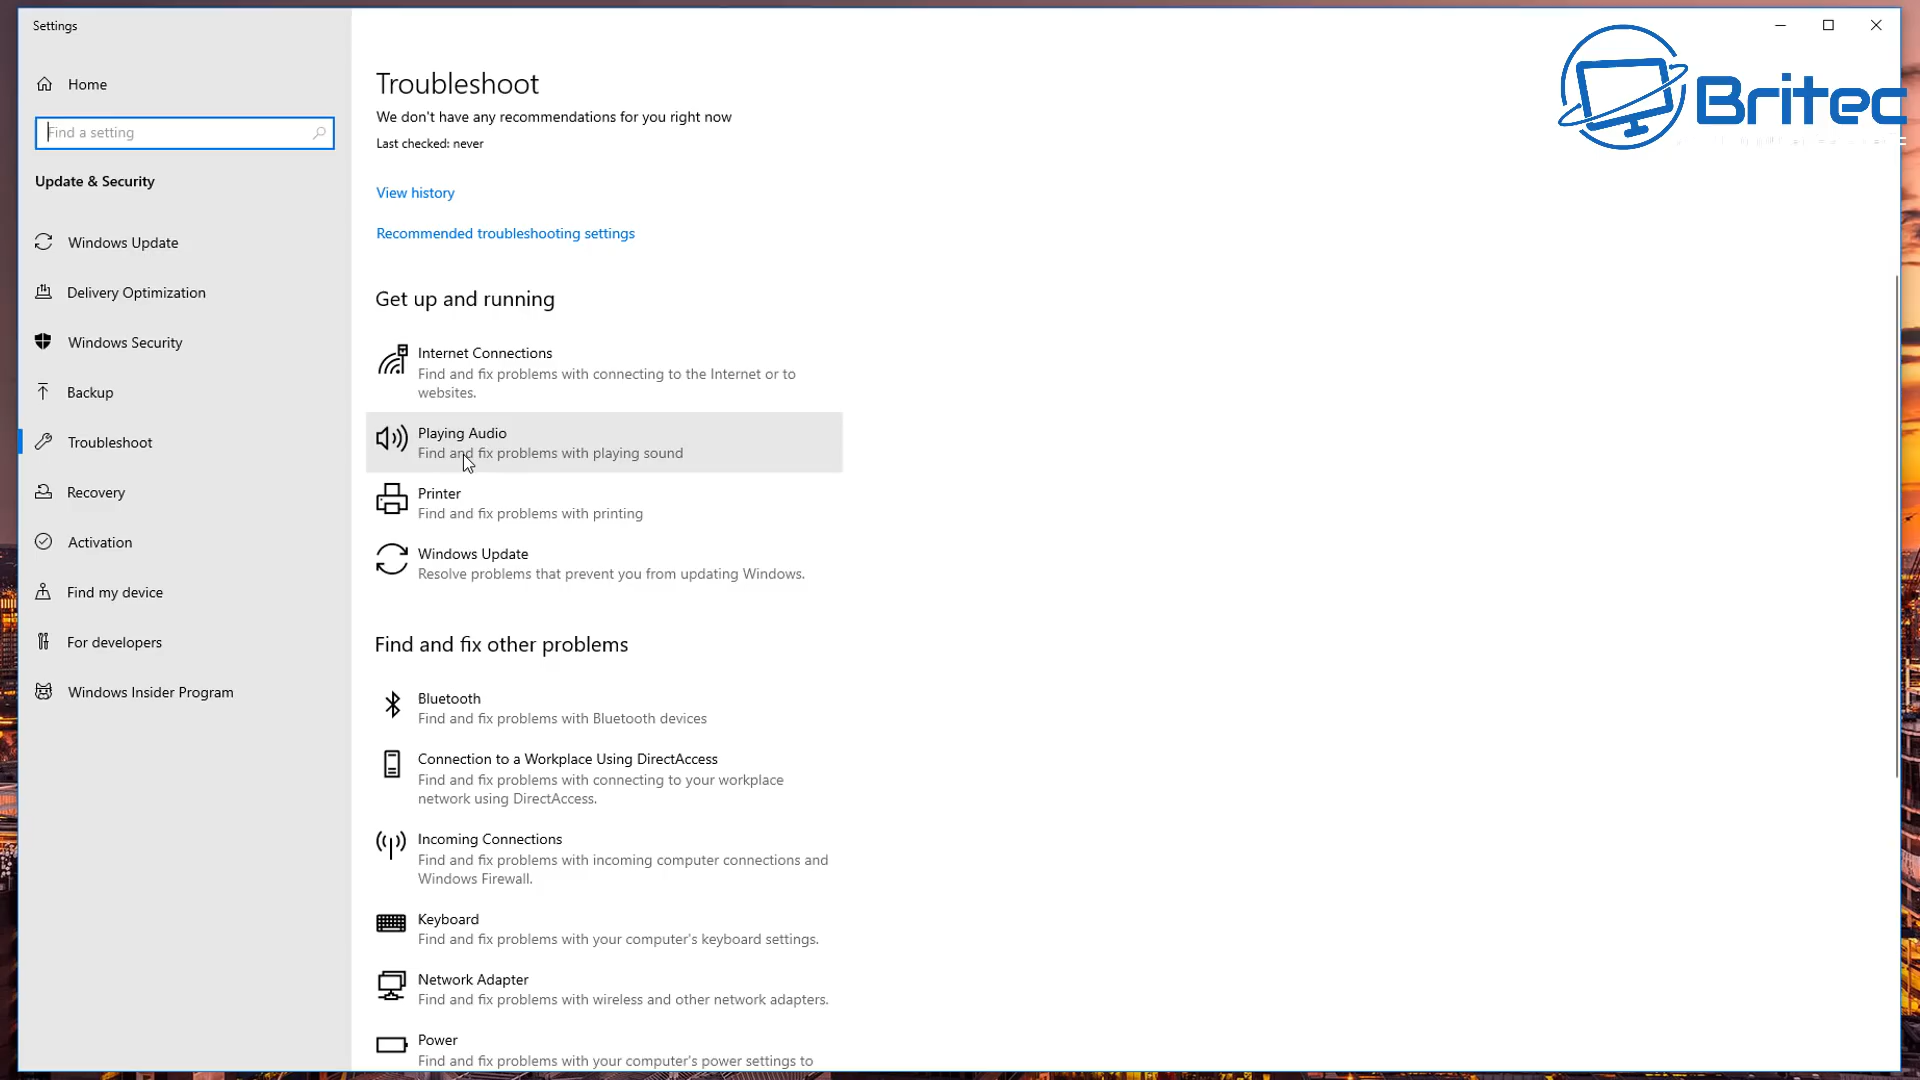 Settings
Britec
Home
Find a setting
Update & Security
Windows Update
Delivery Optimization
Windows Security
Backup
Troubleshoot
Recovery
Activation
Find my device
For developers
Windows Insider Program
Troubleshoot
We don't have any recommendations for you right now
Last checked: never
View history
Recommended troubleshooting settings
Get up and running
Internet Connections
Find and fix problems with connecting to the Internet or to
websites.
Playing Audio
Find and fix problems with playing sound
Printer
Find and fix problems with printing
Windows Update
Resolve problems that prevent you from updating Windows.
Find and fix other problems
Bluetooth
Find and fix problems with Bluetooth devices
Connection to a Workplace Using DirectAccess
Find and fix problems with connecting to your workplace
network using DirectAccess.
Incoming Connections
Find and fix problems with incoming computer connections and
Windows Firewall.
Keyboard
Find and fix problems with your computer's keyboard settings.
Network Adapter
Find and fix problems with wireless and other network adapters.
Power
Find and fix problems with your computer's power settings to